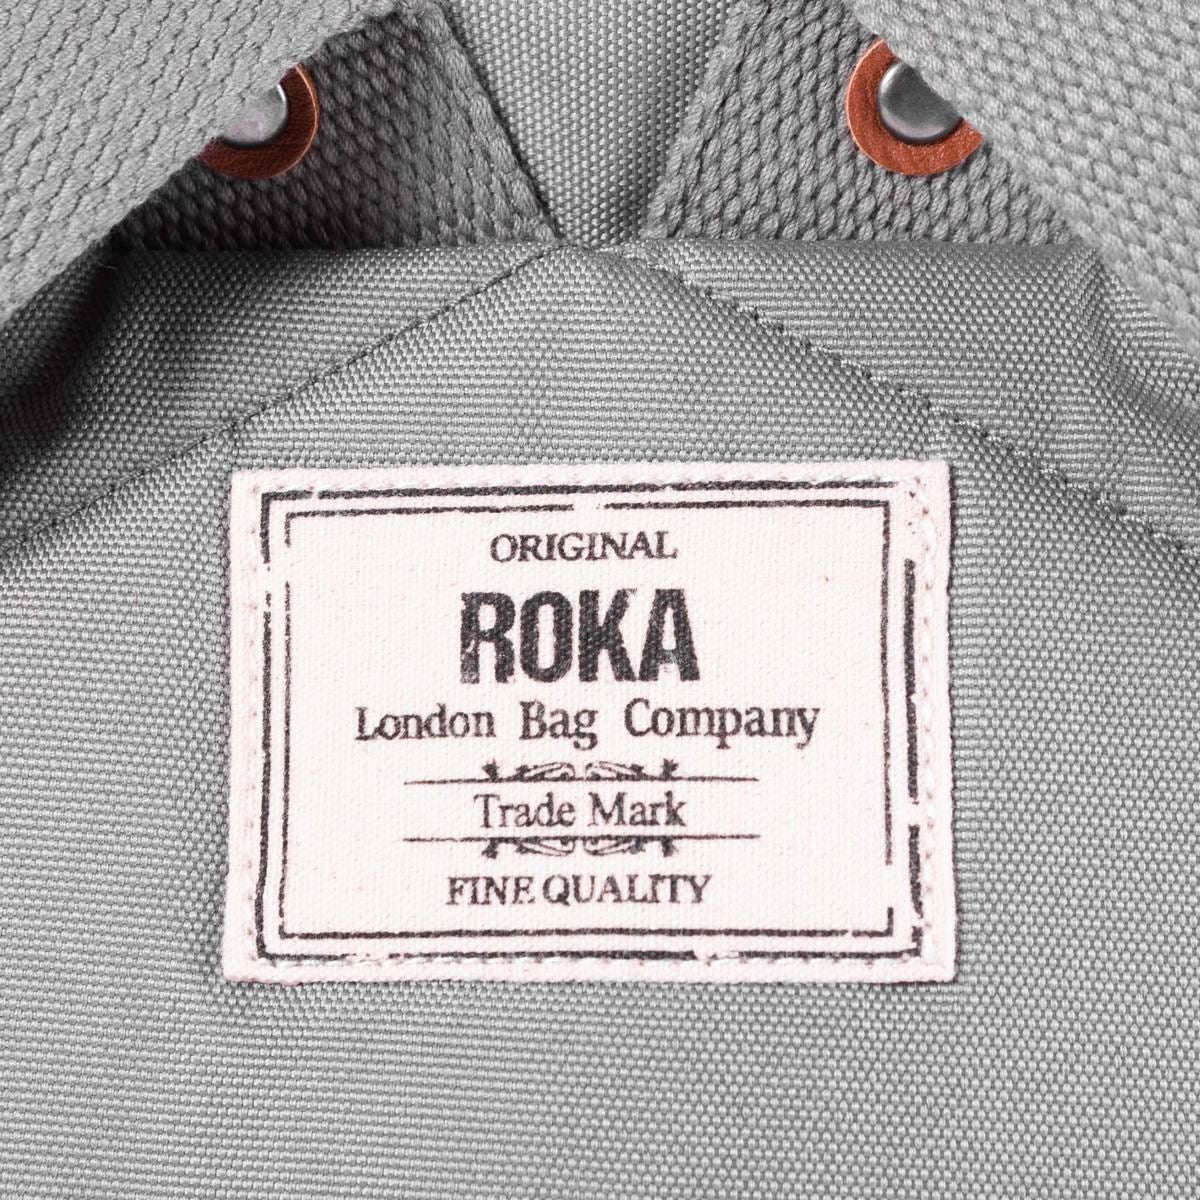 ORIGINAL
ROKA
London Bag Company
Trade Mark
FINE QUALITY